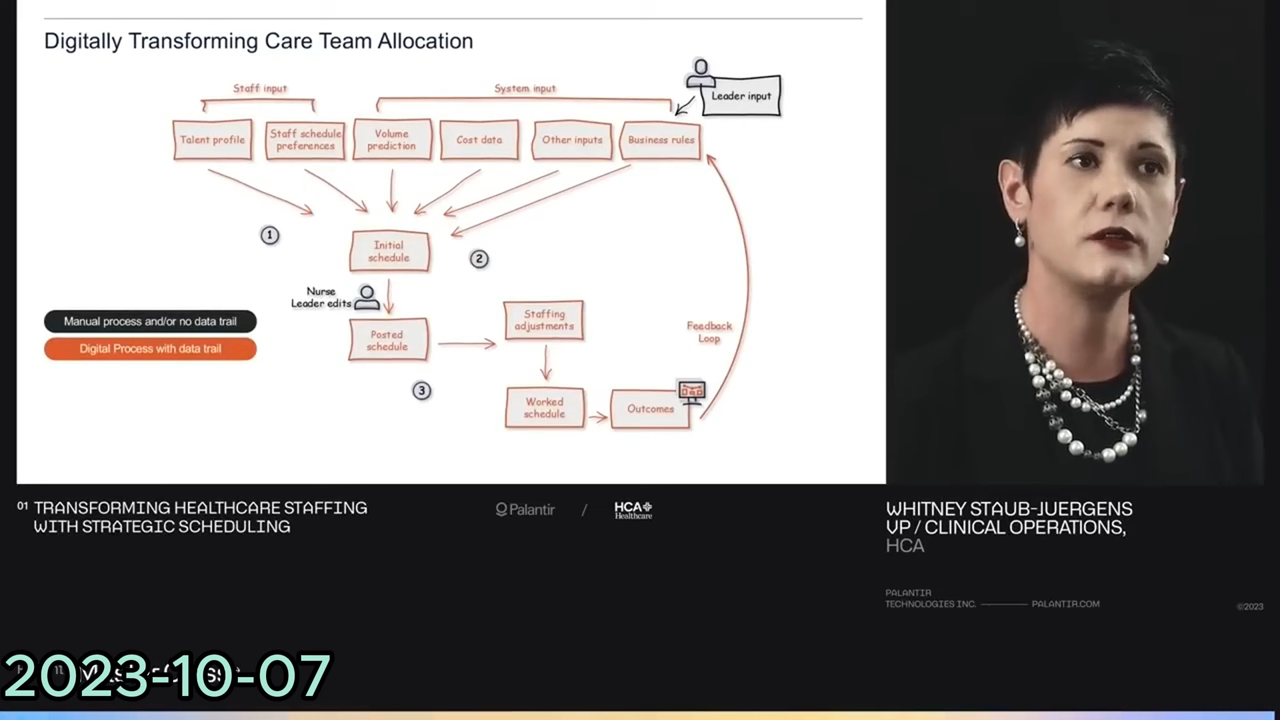 Digitally Transforming Care Team Allocation
Staff input
System input
Leader input
Talent profile
Staff schedule
preferences
Volume
prediction
Cost data
Other inputs
Business rules
1
Initial
schedule
2
Nurse
Leader edits
Manual process and/or no data trail
Digital Process with data trail
Posted
schedule
Staffing
adjustments
Feedback
Loop
3
Worked
schedule
Outcomes
01 TRANSFORMING HEALTHCARE STAFFING
WITH STRATEGIC SCHEDULING
Palantir / HCA
Healthcare
WHITNEY STAUB-JUERGENS
VP / CLINICAL OPERATIONS,
HCA
PALANTIR
TECHNOLOGIES INC. PALANTIR.COM
©2023
2023-10-07